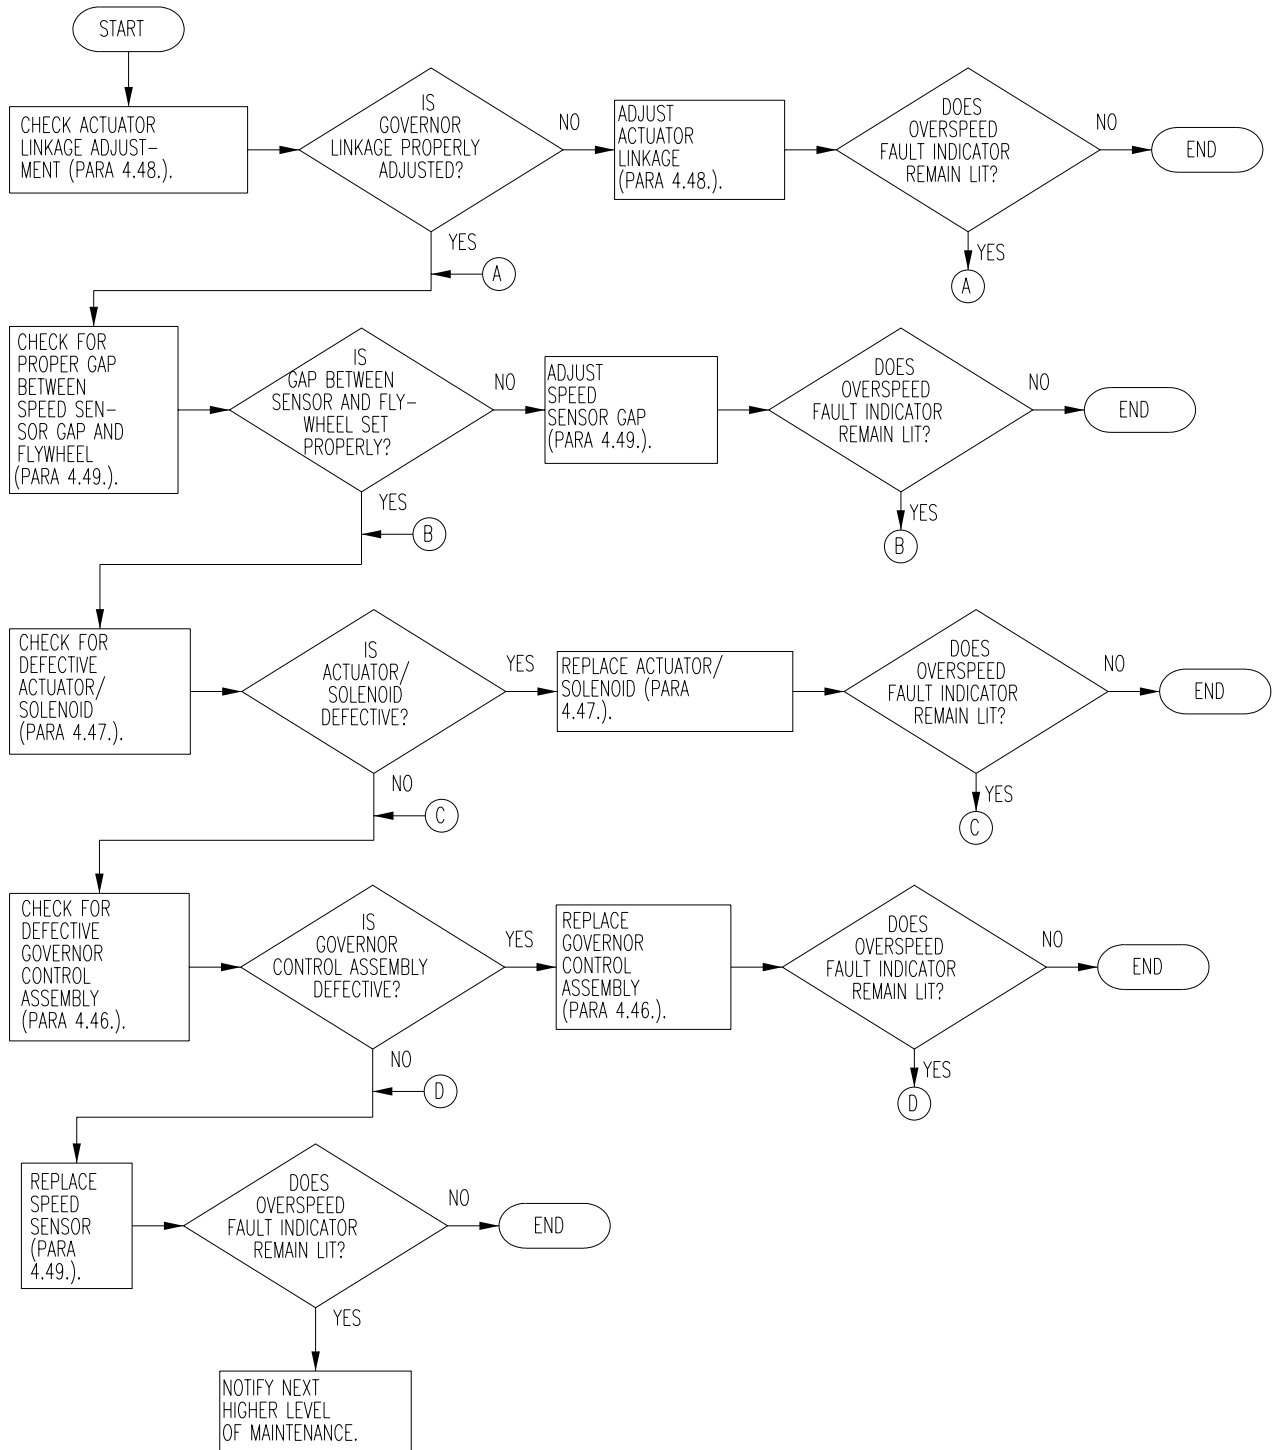 START
CHECK ACTUATOR
LINKAGE ADJUST-
MENT (PARA 4.48.).
IS
GOVERNOR
LINKAGE PROPERLY
ADJUSTED?
NO
ADJUST
ACTUATOR
LINKAGE
(PARA 4.48.).
DOES
OVERSPEED
FAULT INDICATOR
REMAIN LIT?
NO
END
YES
A
YES
A
CHECK FOR
PROPER GAP
BETWEEN
SPEED SEN-
SOR GAP AND
FLYWHEEL
(PARA 4.49.).
IS
GAP BETWEEN
SENSOR AND FLY-
WHEEL SET
PROPERLY?
NO
ADJUST
SPEED
SENSOR GAP
(PARA 4.49.).
DOES
OVERSPEED
FAULT INDICATOR
REMAIN LIT?
NO
END
YES
B
YES
B
CHECK FOR
DEFECTIVE
ACTUATOR/
SOLENOID
(PARA 4.47.).
IS
ACTUATOR/
SOLENOID
DEFECTIVE?
YES
REPLACE ACTUATOR/
SOLENOID (PARA
4.47.).
DOES
OVERSPEED
FAULT INDICATOR
REMAIN LIT?
NO
END
NO
C
YES
C
CHECK FOR
DEFECTIVE
GOVERNOR
CONTROL
ASSEMBLY
(PARA 4.46.).
IS
GOVERNOR
CONTROL ASSEMBLY
DEFECTIVE?
YES
REPLACE
GOVERNOR
CONTROL
ASSEMBLY
(PARA 4.46.).
DOES
OVERSPEED
FAULT INDICATOR
REMAIN LIT?
NO
END
NO
D
YES
D
REPLACE
SPEED
SENSOR
(PARA
4.49.).
DOES
OVERSPEED
FAULT INDICATOR
REMAIN LIT?
NO
END
YES
NOTIFY NEXT
HIGHER LEVEL
OF MAINTENANCE.